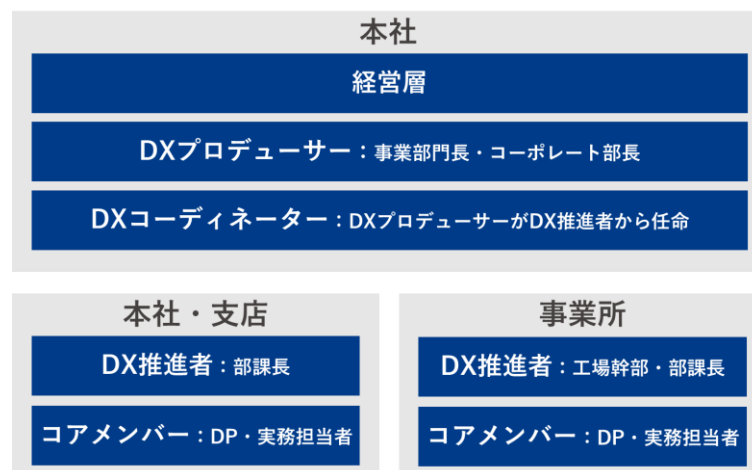 本社
経営層
DXプロデューサー：事業部門長・コーポレート部長
DXコーディネーター：DXプロデューサーがDX推進者から任命
本社・支店
DX推進者：部課長
コアメンバー：DP・実務担当者
事業所
DX推進者：工場幹部・部課長
コアメンバー：DP・実務担当者